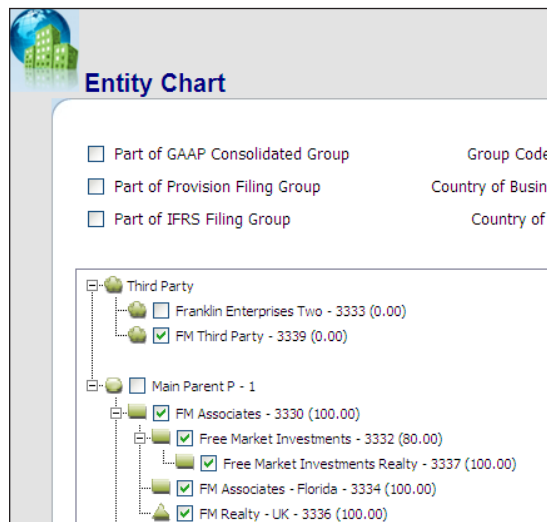 Entity Chart
Part of GAAP Consolidated Group Group Code
Part of Provision Filing Group Country of Busin
Part of IFRS Filing Group Country of
Third Party
Franklin Enterprises Two - 3333 (0.00)
FM Third Party - 3339 (0.00)
Main Parent P - 1
FM Associates - 3330 (100.00)
Free Market Investments - 3332 (80.00)
Free Market Investments Realty - 3337 (100.00)
FM Associates - Florida - 3334 (100.00)
FM Realty - UK - 3336 (100.00)